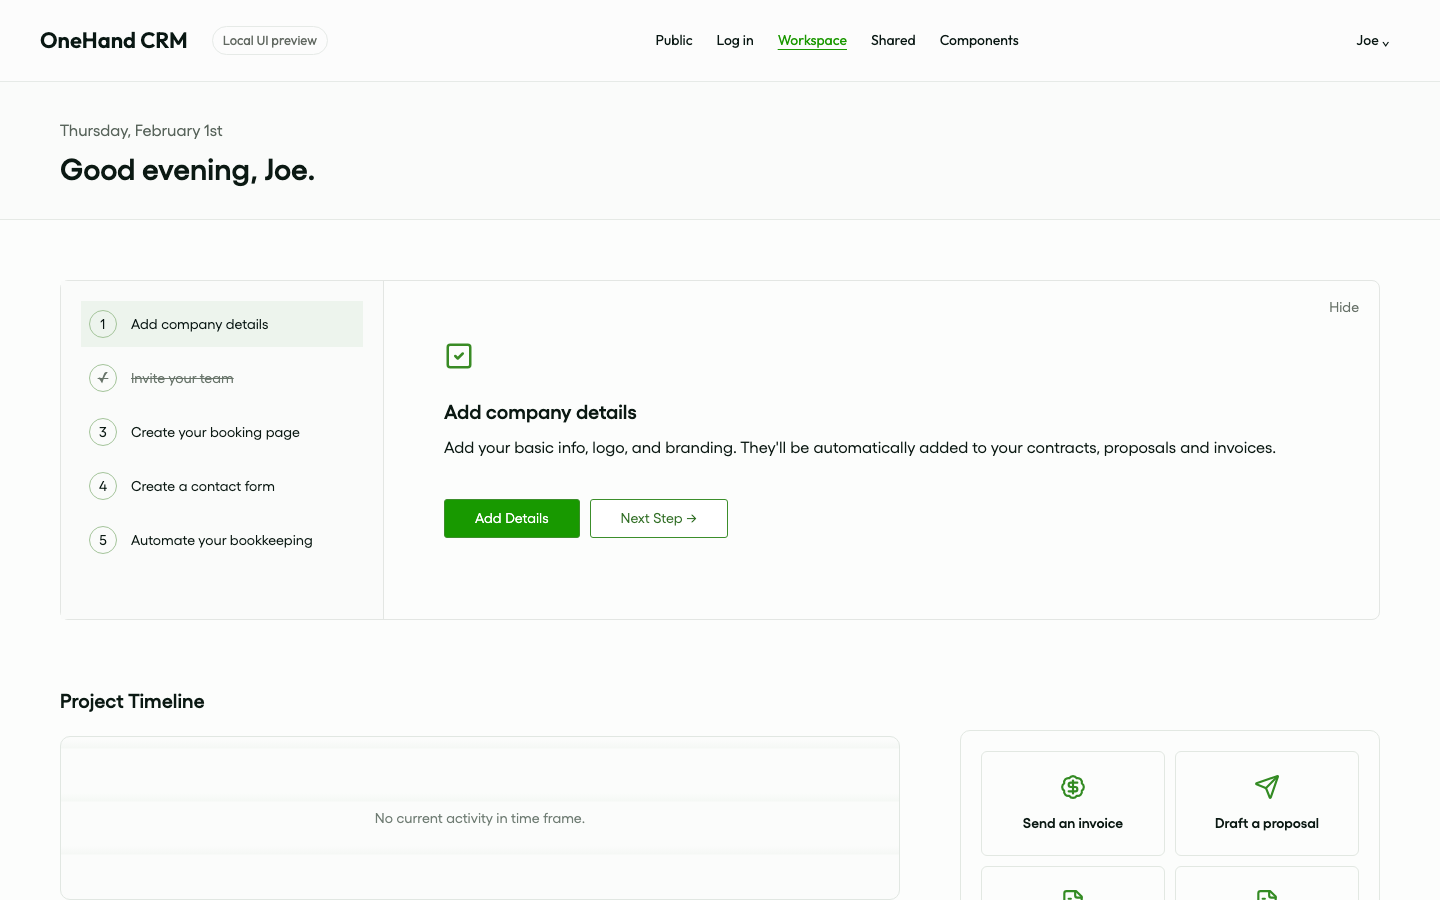 OneHand CRM
Local UI preview
Public
Log in
Workspace
Shared
Components
Joe
Thursday, February 1st
Good evening, Joe.
1
Add company details
Invite your team
3
Create your booking page
4
Create a contact form
5
Automate your bookkeeping
Hide
Add company details
Add your basic info, logo, and branding. They'll be automatically added to your contracts, proposals and invoices.
Add Details
Next Step →
Project Timeline
No current activity in time frame.
Send an invoice
Draft a proposal